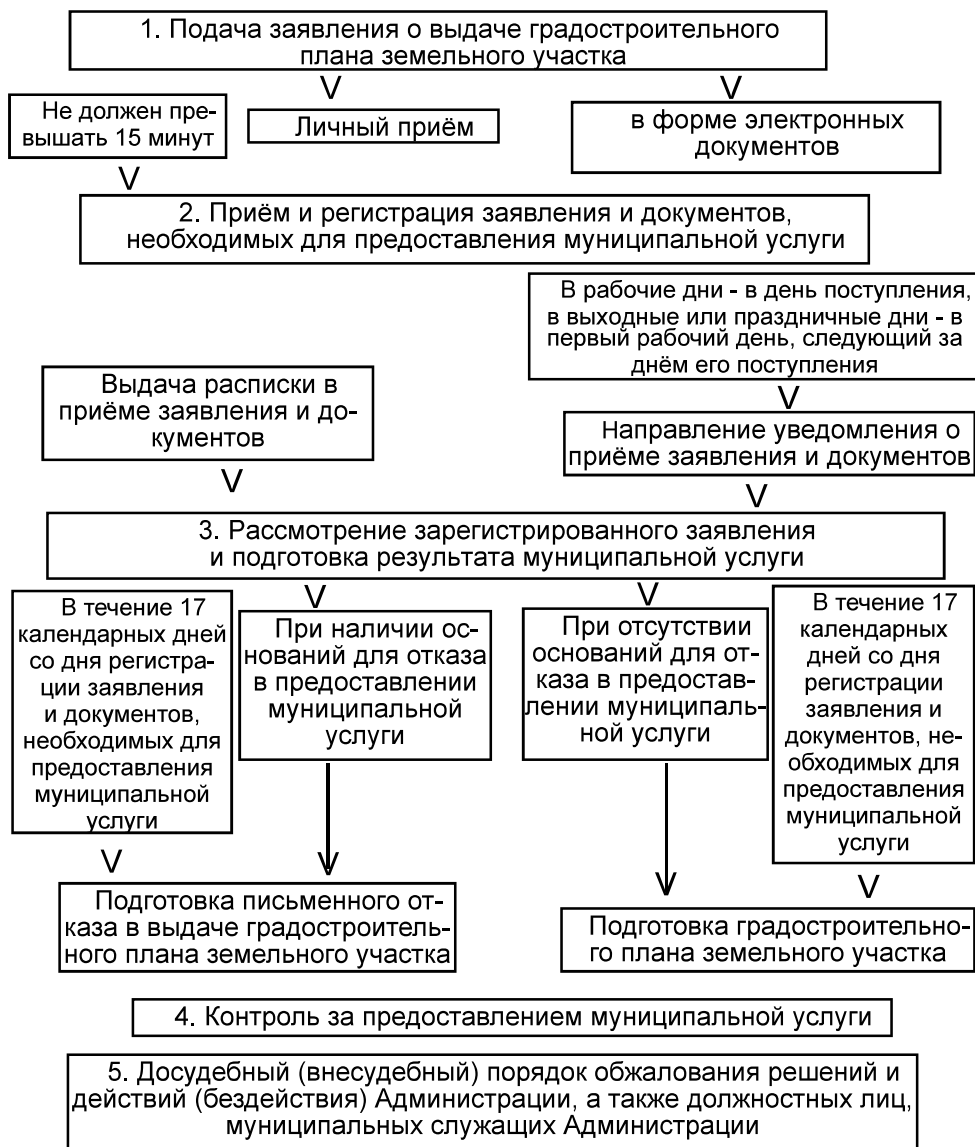 1. Подача заявления о выдаче градостроительного
плана земельного участка
V
V
Не должен пре-
вышать 15 минут
Личный приём
в форме электронных
документов
V
2. Приём и регистрация заявления и документов,
необходимых для предоставления муниципальной услуги
В рабочие дни - в день поступления,
в выходные или праздничные дни - в
первый рабочий день, следующий за
днём его поступления
Выдача расписки в
приёме заявления и до-
кументов
V
Направление уведомления о
приёме заявления и документов
V
V
3. Рассмотрение зарегистрированного заявления
и подготовка результата муниципальной услуги
V
V
В течение 17
календарных дней
со дня регистра-
ции заявления
и документов,
необходимых для
предоставления
муниципальной
услуги
При наличии ос-
нований для отказа
в предоставлении
муниципальной
услуги
При отсутствии
оснований для от-
каза в предостав-
лении муниципаль-
ной услуги
В течение 17
календарных
дней со дня
регистрации
заявления и
документов, не-
обходимых для
предоставления
муниципальной
услуги
V
V
Подготовка письменного от-
каза в выдаче градостроитель-
ного плана земельного участка
Подготовка градостроительно-
го плана земельного участка
4. Контроль за предоставлением муниципальной услуги
5. Досудебный (внесудебный) порядок обжалования решений и
действий (бездействия) Администрации, а также должностных лиц,
муниципальных служащих Администрации